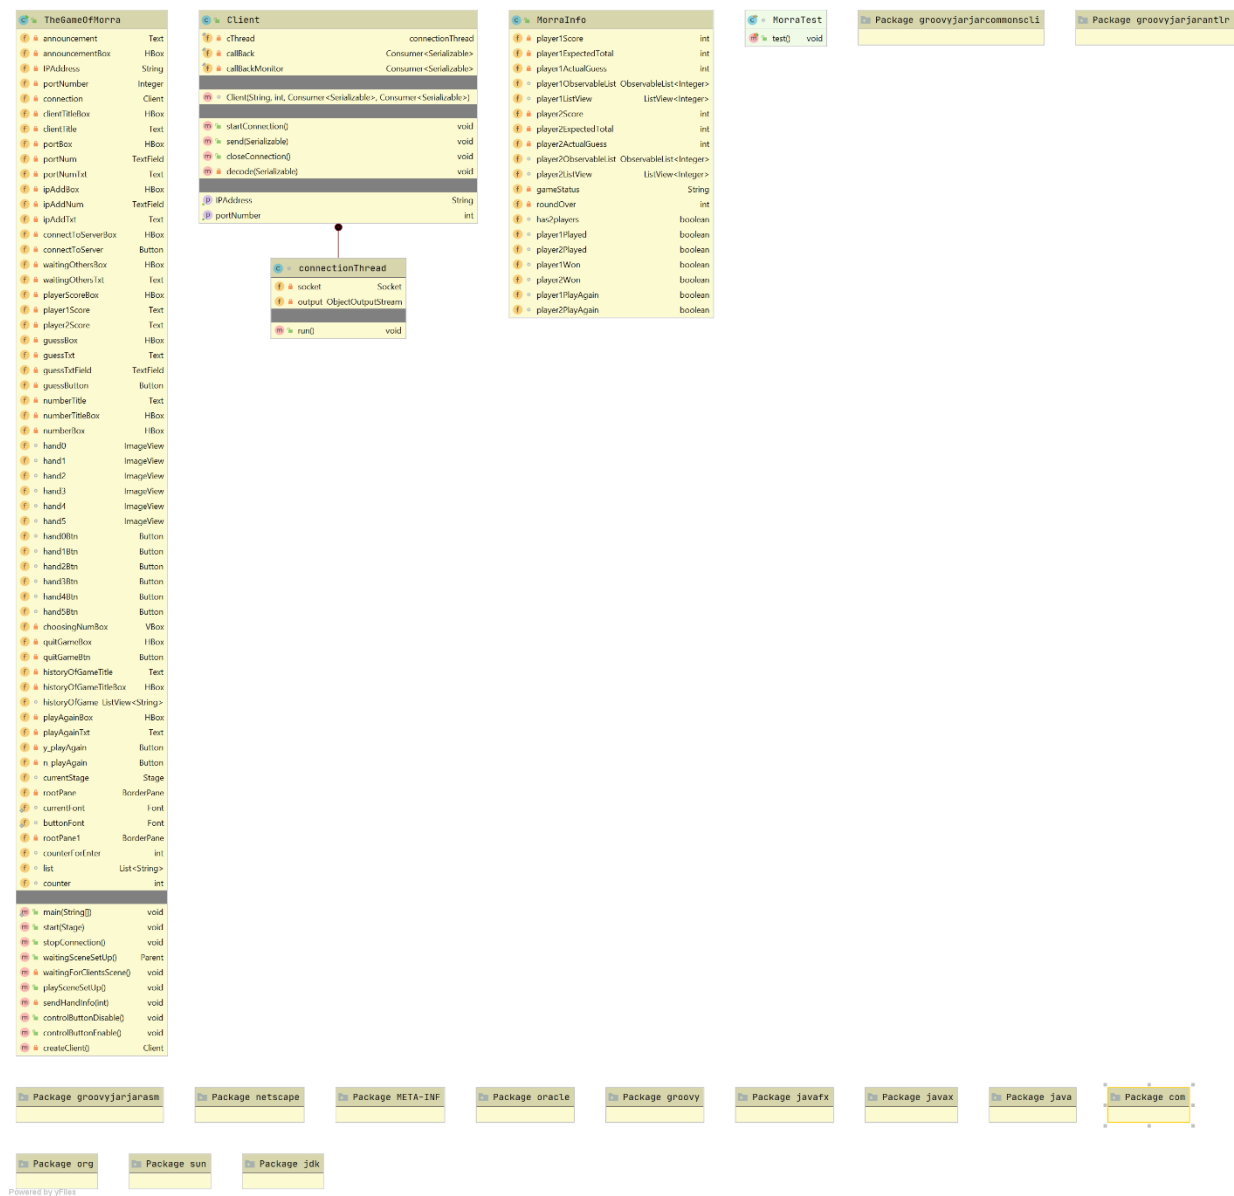 TheGameOfMorra
announcement Text
announcementBox HBox
IPAddress String
portNumber Integer
connection Client
clientTitleBox HBox
clientTitle Text
portBox HBox
portNum TextField
portNumTxt Text
ipAddBox HBox
ipAddNum TextField
ipAddTxt Text
connectToServerBox HBox
connectToServer Button
waitingOthersBox HBox
waitingOthersTxt Text
playerScoreBox HBox
player1Score Text
player2Score Text
guessBox HBox
guessTxt Text
guessTxtField TextField
guessButton Button
numberTitle Text
numberTitleBox HBox
numberBox HBox
hand0 ImageView
hand1 ImageView
hand2 ImageView
hand3 ImageView
hand4 ImageView
hand5 ImageView
hand0Btn Button
hand1Btn Button
hand2Btn Button
hand3Btn Button
hand4Btn Button
hand5Btn Button
choosingNumBox VBox
quitGameBox HBox
quitGameBtn Button
historyOfGameTitle Text
historyOfGameTitleBox HBox
historyOfGame ListView<String>
playAgainBox HBox
playAgainTxt Text
y_playAgain Button
n_playAgain Button
currentStage Stage
rootPane BorderPane
currentFont Font
buttonFont Font
rootPane1 BorderPane
counterForEnter int
list List<String>
counter int
main(String[]) void
start(Stage) void
stopConnection() void
waitingSceneSetUp() Parent
waitingForClientsScene() void
playSceneSetUp() void
sendHandInfo(int) void
controlButtonDisable() void
controlButtonEnable() void
createClient() Client
Client
cThread connectionThread
callBack Consumer<Serializable>
callBackMonitor Consumer<Serializable>
Client(String, int, Consumer<Serializable>, Consumer<Serializable>)
startConnection() void
send(Serializable) void
closeConnection() void
decode(Serializable) void
IPAddress String
portNumber int
connectionThread
socket Socket
output ObjectOutputStream
run() void
MorraInfo
player1Score int
player1ExpectedTotal int
player1ActualGuess int
player1ObservableList ObservableList<Integer>
player1ListView ListView<Integer>
player2Score int
player2ExpectedTotal int
player2ActualGuess int
player2ObservableList ObservableList<Integer>
player2ListView ListView<Integer>
gameStatus String
roundOver int
has2players boolean
player1Played boolean
player2Played boolean
player1Won boolean
player2Won boolean
player1PlayAgain boolean
player2PlayAgain boolean
MorraTest
test() void
Package groovyjarjarcommonscli
Package groovyjarjarantlr
Package groovyjarjarasm
Package netscape
Package META-INF
Package oracle
Package groovy
Package javafx
Package javax
Package java
Package com
Package org
Package sun
Package jdk
Powered by yFiles